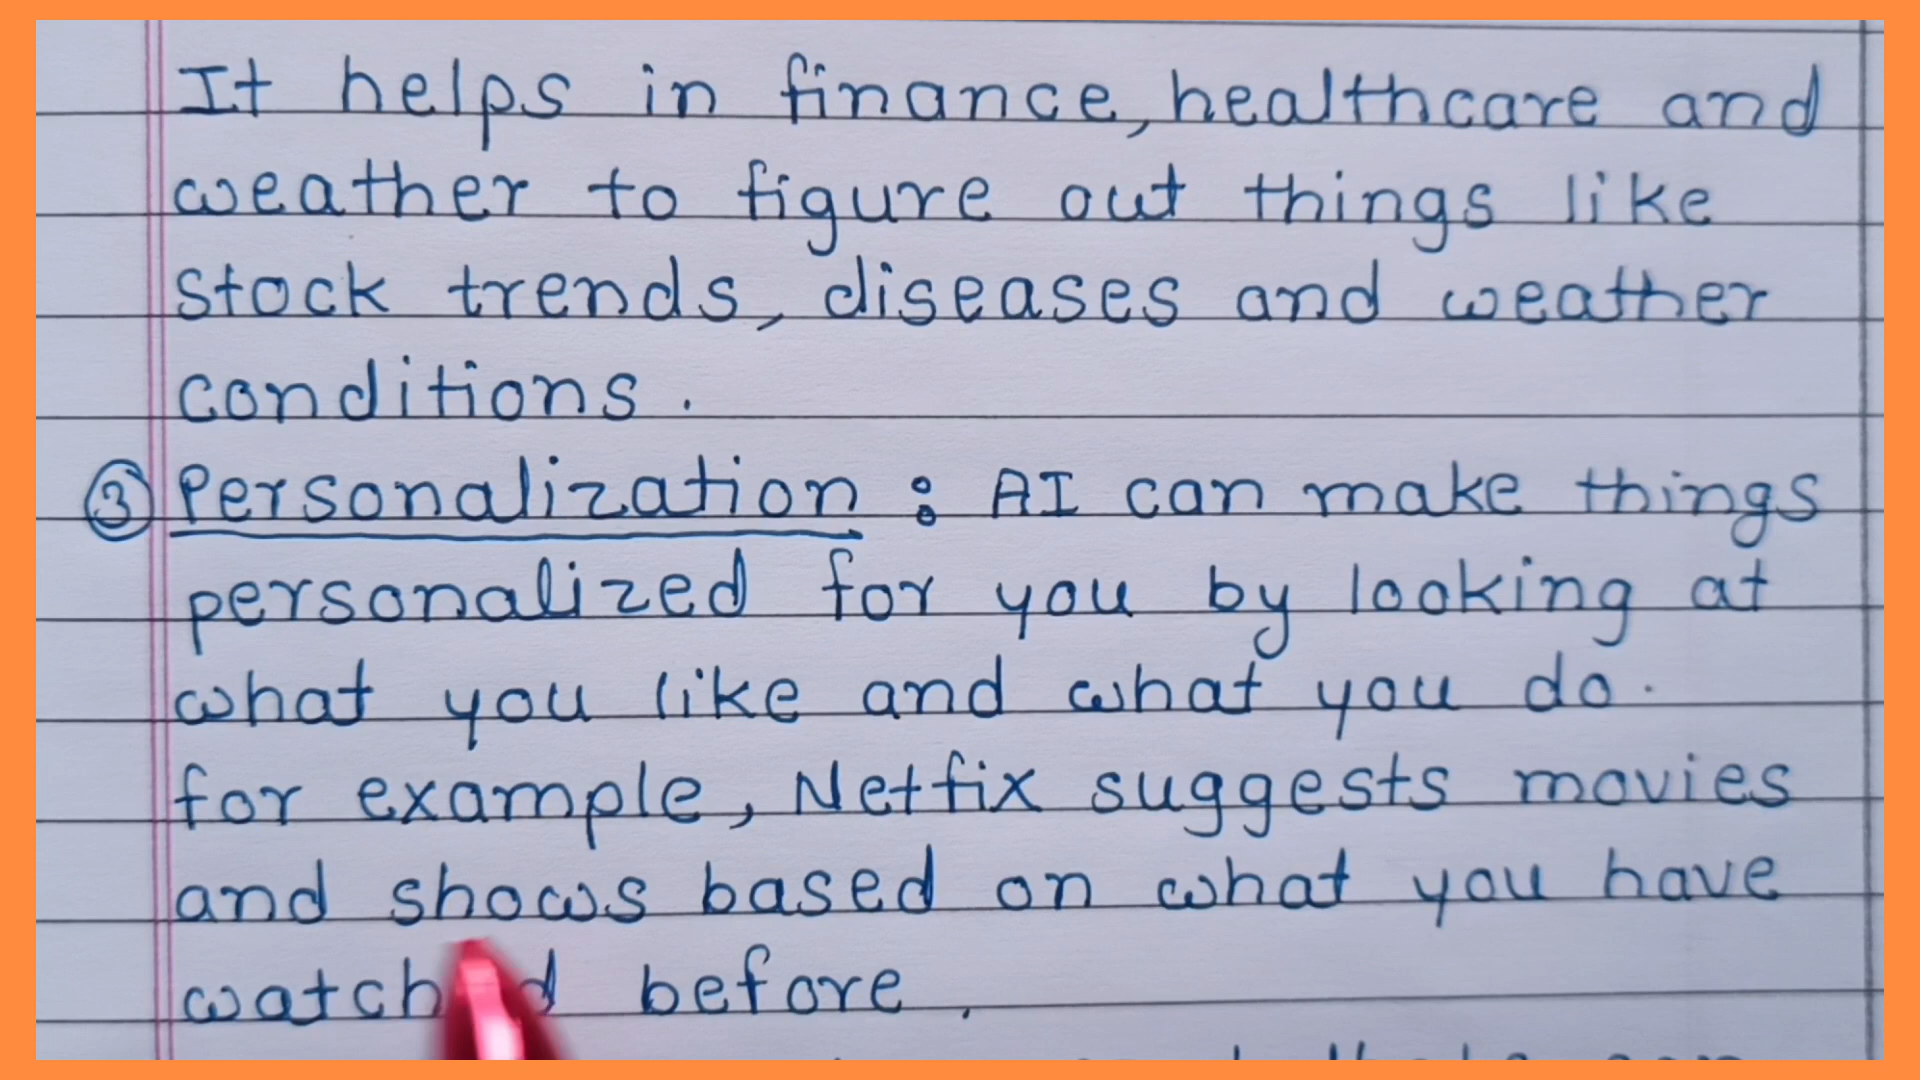 It helps in finance, healthcare and
weather to figure out things like
stock trends, diseases and weather
conditions.
③ Personalization : AI can make things
personalized for you by looking at
what you like and what you do.
for example, Netfix suggests movies
and shows based on what you have
before.